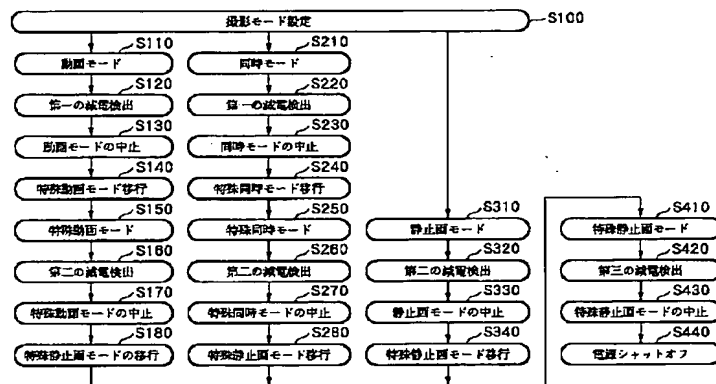 撮影モード設定 S100
S110
動画モード
S120
第一の減電検出
S130
動画モードの中止
S140
特殊動画モード移行
S150
特殊動画モード
S160
第二の減電検出
S170
特殊動画モードの中止
S180
特殊静止画モードの移行
S210
同時モード
S220
第一の減電検出
S230
同時モードの中止
S240
特殊同時モード移行
S250
特殊同時モード
S260
第二の減電検出
S270
特殊同時モードの中止
S280
特殊静止画モード移行
S310
静止画モード
S320
第二の減電検出
S330
静止画モードの中止
S340
特殊静止画モード移行
S410
特殊静止画モード
S420
第三の減電検出
S430
特殊静止画モードの中止
S440
電源シャットオフ